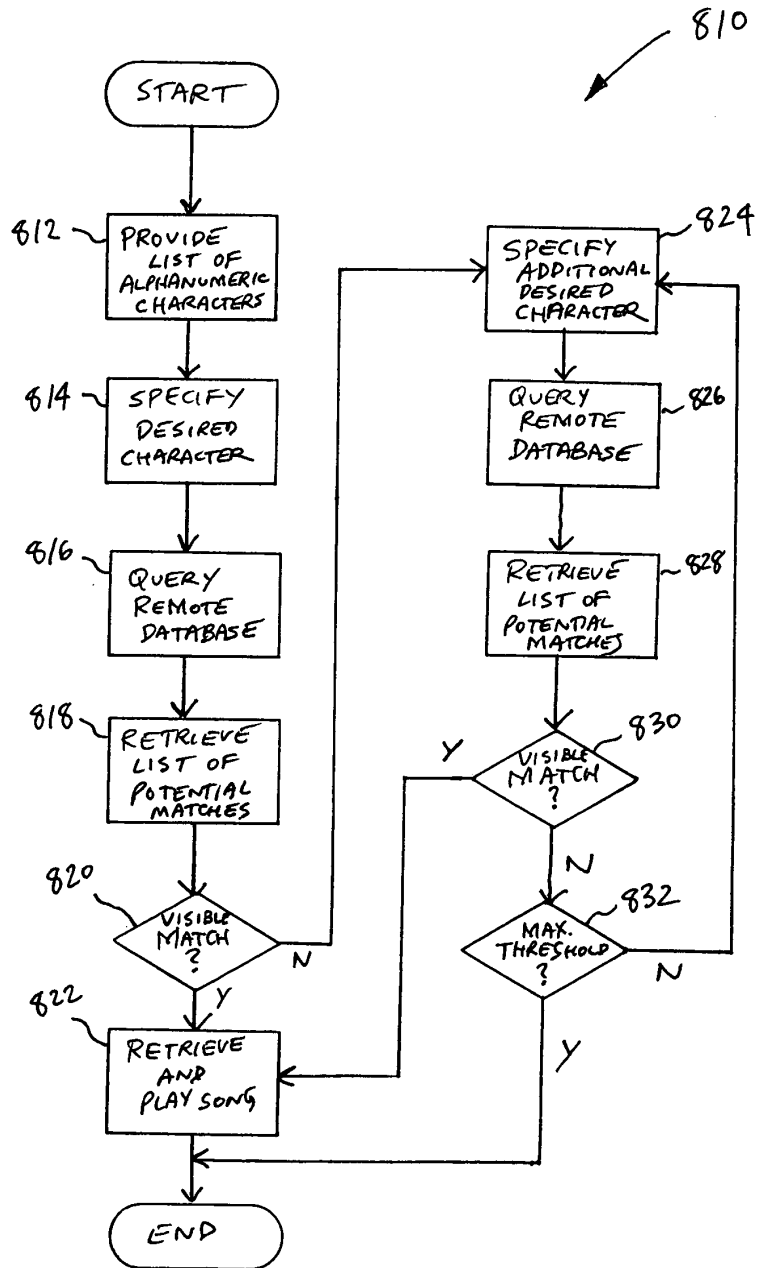 810
START
812
PROVIDE
LIST OF
ALPHANUMERIC
CHARACTERS
814
SPECIFY
DESIRED
CHARACTER
816
QUERY
REMOTE
DATABASE
818
RETRIEVE
LIST OF
POTENTIAL
MATCHES
820
VISIBLE
MATCH
?
N
Y
822
RETRIEVE
AND
PLAY SONG
END
824
SPECIFY
ADDITIONAL
DESIRED
CHARACTER
826
QUERY
REMOTE
DATABASE
828
RETRIEVE
LIST OF
POTENTIAL
MATCHES
830
VISIBLE
MATCH
?
Y
N
832
MAX.
THRESHOLD
?
N
Y